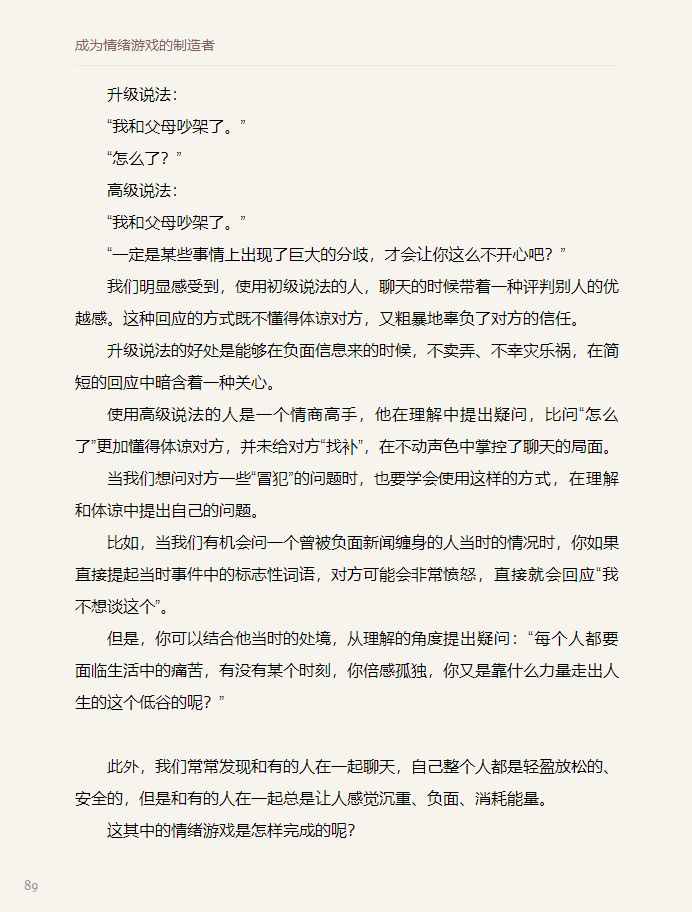 成为情绪游戏的制造者
升级说法：
“我和父母吵架了。”
“怎么了？”
高级说法：
“我和父母吵架了。”
“一定是某些事情上出现了巨大的分歧，才会让你这么不开心吧？”
我们明显感受到，使用初级说法的人，聊天的时候带着一种评判别人的优
越感。这种回应的方式既不懂得体谅对方，又粗暴地辜负了对方的信任。
升级说法的好处是能够在负面信息来的时候，不卖弄、不幸灾乐祸，在简
短的回应中暗含着一种关心。
使用高级说法的人是一个情商高手，他在理解中提出疑问，比问“怎么
了”更加懂得体谅对方，并未给对方“找补”，在不动声色中掌控了聊天的局面。
当我们想问对方一些“冒犯”的问题时，也要学会使用这样的方式，在理解
和体谅中提出自己的问题。
比如，当我们有机会问一个曾被负面新闻缠身的人当时的情况时，你如果
直接提起当时事件中的标志性词语，对方可能会非常愤怒，直接就会回应“我
不想谈这个”。
但是，你可以结合他当时的处境，从理解的角度提出疑问：“每个人都要
面临生活中的痛苦，有没有某个时刻，你倍感孤独，你又是靠什么力量走出人
生的这个低谷的呢？”
此外，我们常常发现和有的人在一起聊天，自己整个人都是轻盈放松的、
安全的，但是和有的人在一起总是让人感觉沉重、负面、消耗能量。
这其中的情绪游戏是怎样完成的呢？
89